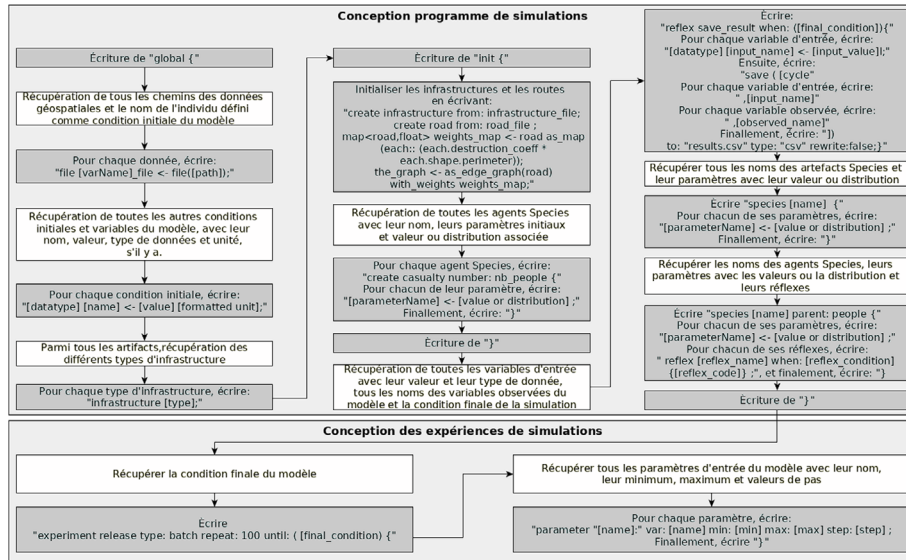 Conception programme de simulations
Écriture de "global {"
Récupération de tous les chemins des données
géospatiales et le nom de l'individu défini
comme condition initiale du modèle
Pour chaque donnée, écrire:
"file [varName]_file <- file([path]);"
Récupération de toutes les autres conditions
initiales et variables du modèle, avec leur
nom, valeur, type de données et unité,
s'il y a.
Pour chaque condition initiale, écrire:
"[datatype] [name] <- [value] [formatted unit];"
Parmi tous les artifacts,récupération des
différents types d'infrastructure
Pour chaque type d'infrastructure, écrire:
"infrastructure [type];"
Écriture de "init {"
Initialiser les infrastructures et les routes
en écrivant:
"create infrastructure from: infrastructure_file;
create road from: road_file ;
map<road,float> weights_map <- road as_map
(each:: (each.destruction_coeff *
each.shape.perimeter));
the_graph <- as_edge_graph(road)
with_weights weights_map;"
Récupération de toutes les agents Species
avec leur nom, leurs paramètres initiaux
et valeur ou distribution associée
Pour chaque agent Species, écrire:
"create casualty number: nb_people {"
Pour chacun de leur paramètre, écrire:
"[parameterName] <- [value or distribution] ;"
Finallement, écrire: "}"
Écriture de "}"
Récupération de toutes les variables d'entrée
avec leur valeur et leur type de donnée,
tous les noms des variables observées du
modèle et la condition finale de la simulation
Écrire:
"reflex save_result when: ([final_condition]){"
Pour chaque variable d'entrée, écrire:
"[datatype] [input_name] <- [input_value]l;"
Ensuite, écrire:
"save ( [cycle"
Pour chaque variable d'entrée, écrire:
" ,[input_name]"
Pour chaque variable observée, écrire:
" ,[observed_name]"
Finallement, écrire: "])
to: "results.csv" type: "csv" rewrite:false;}"
Récupérer tous les noms des artefacts Species et
leur paramètres avec leur valeur ou distribution
Écrire "species [name] {"
Pour chacun de ses paramètres, écrire:
"[parameterName] <- [value or distribution] ;"
Finallement, écrire: "}"
Récupérer les noms des agents Species, leurs
paramètres avec les valeurs ou la distribution et
leurs réflexes
Écrire "species [name] parent: people {"
Pour chacun de ses paramètres, écrire:
"[parameterName] <- [value or distribution] ;"
Pour chacun de ses réflexes, écrire:
" reflex [reflex_name] when: [reflex_condition]
{[reflex_code]} ;", et finallement, écrire: "}
Écriture de "}"
Conception des expériences de simulations
Récupérer la condition finale du modèle
Écrire
"experiment release type: batch repeat: 100 until: ( [final_condition) {"
Récupérer tous les paramètres d'entrée du modèle avec leur nom,
leur minimum, maximum et valeurs de pas
Pour chaque paramètre, écrire:
"parameter "[name]:" var: [name] min: [min] max: [max] step: [step] ;
Finallement, écrire "}"